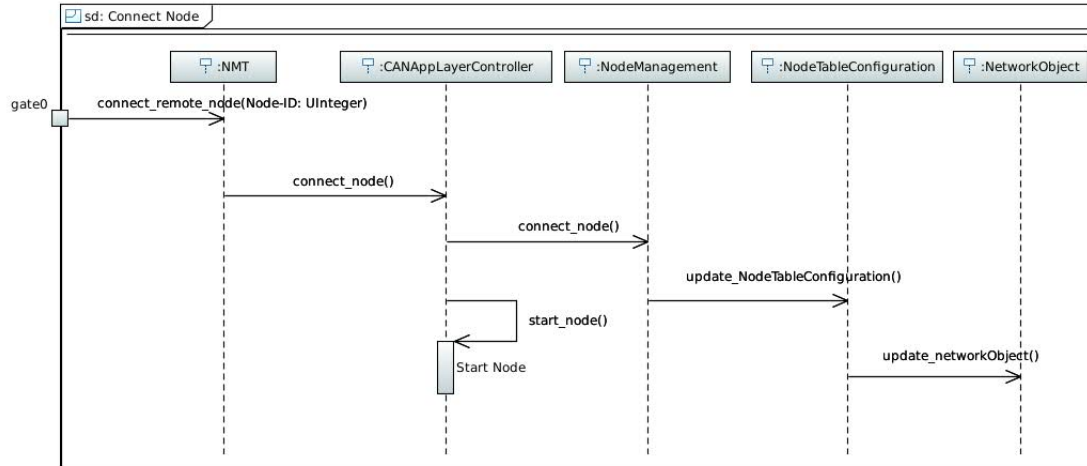 sd: Connect Node
:NMT
:CANAppLayerController
:NodeManagement
:NodeTableConfiguration
:NetworkObject
gate0
connect_remote_node(Node-ID: UInteger)
connect_node()
connect_node()
update_NodeTableConfiguration()
start_node()
update_networkObject()
Start Node